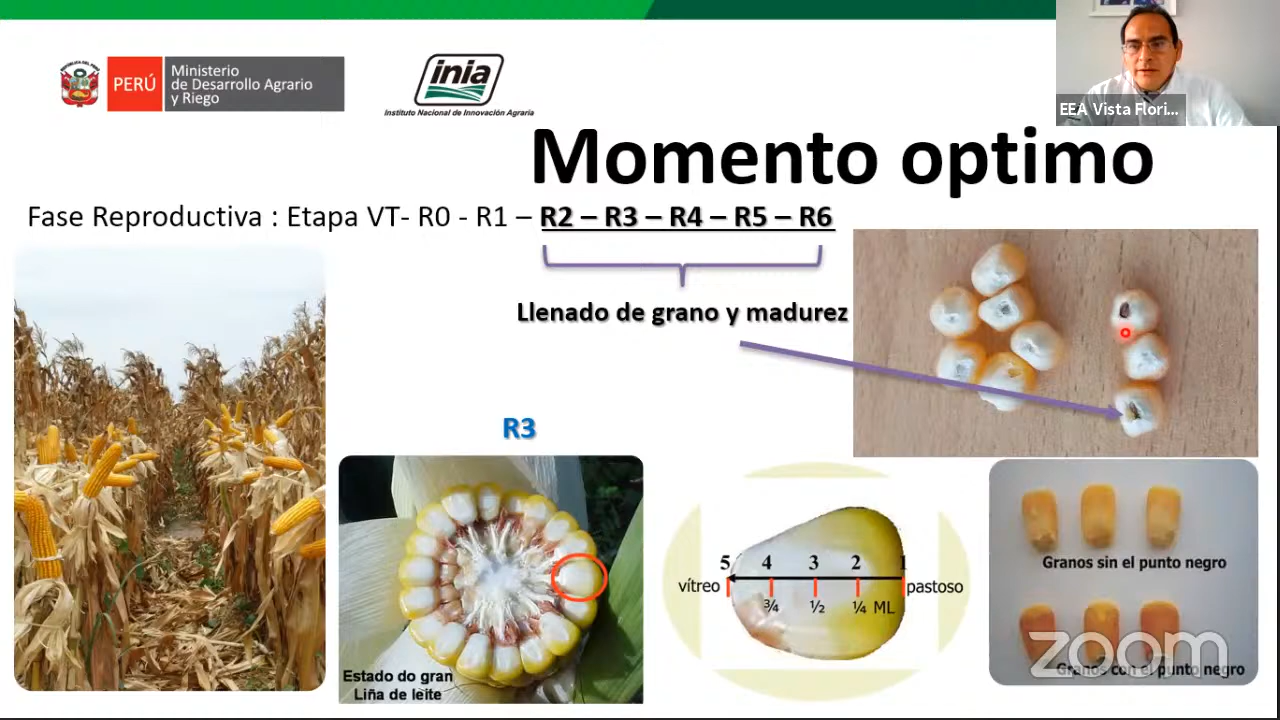 PERÚ
Ministerio
de Desarrollo Agrario
y Riego
inia
Instituto Nacional de Innovación Agraria
EEA Vista Flori...
Momento optimo
Fase Reproductiva : Etapa VT- R0 - R1 – R2 – R3 – R4 – R5 – R6
Llenado de grano y madurez
R3
Estado do gran
Liña de leite
5 4 3 2 1
vítreo
pastoso
¾ ½ ¼ ML
Granos sin el punto negro
Granos con el punto negro
zoom